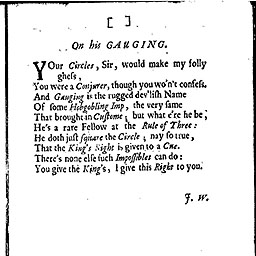 [ ]
On his GAUGING.
YOur Circles, Sir, would make my folly
ghess,
You were a Conjurer, though you wo'n't confess.
And Gauging is the rugged dev'lish Name
Of some Hobgobling Imp, the very same
That brought in Custome; but what e're he be,
He's a rare Fellow at the Rule of Three:
He doth just square the Circle; nay so true,
That the King's Right is given to a Cue.
There's none else such Impossibles can do:
You give the King's, I give this Right to you.
J. W.